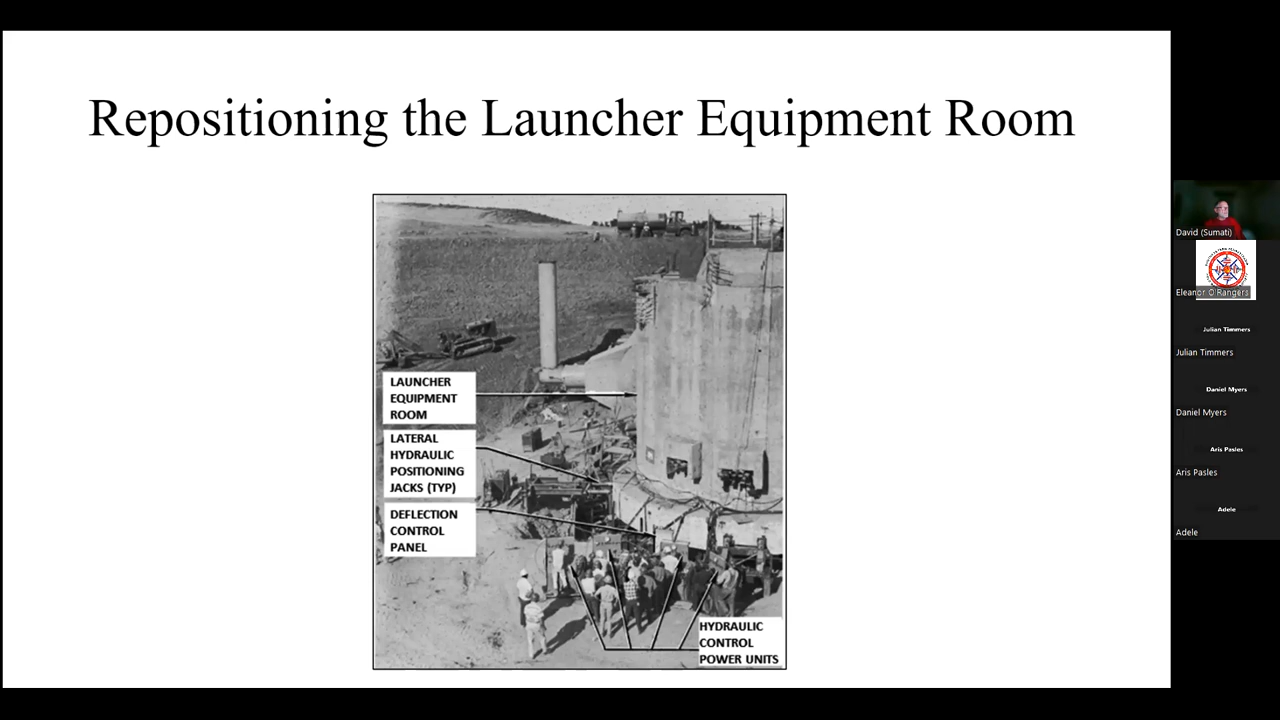 Repositioning the Launcher Equipment Room
LAUNCHER
EQUIPMENT
ROOM
LATERAL
HYDRAULIC
POSITIONING
JACKS (TYP)
DEFLECTION
CONTROL
PANEL
HYDRAULIC
CONTROL
POWER UNITS
David (Sumati)
Eleanor O'Rangers
Julian Timmers
Julian Timmers
Daniel Myers
Daniel Myers
Aris Pasles
Aris Pasles
Adele
Adele